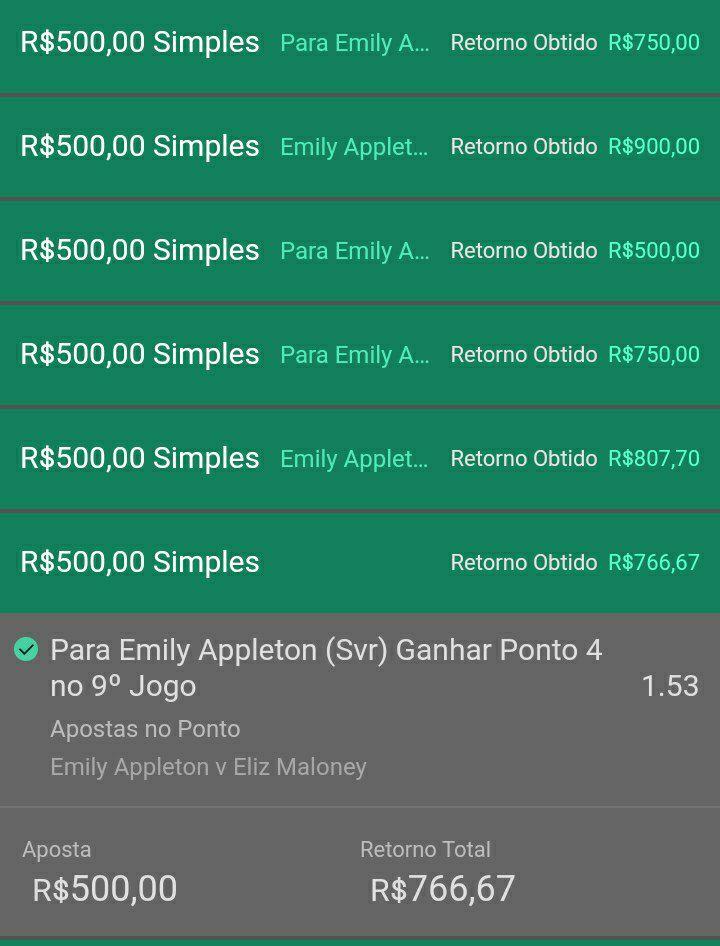 R$500,00 Simples Para Emily A... Retorno Obtido R$750,00
R$500,00 Simples Emily Applet... Retorno Obtido R$900,00
R$500,00 Simples Para Emily A... Retorno Obtido R$500,00
R$500,00 Simples Para Emily A... Retorno Obtido R$750,00
R$500,00 Simples Emily Applet... Retorno Obtido R$807,70
R$500,00 Simples Retorno Obtido R$766,67
Para Emily Appleton (Svr) Ganhar Ponto 4
no 9º Jogo 1.53
Apostas no Ponto
Emily Appleton v Eliz Maloney
Aposta Retorno Total
R$500,00 R$766,67